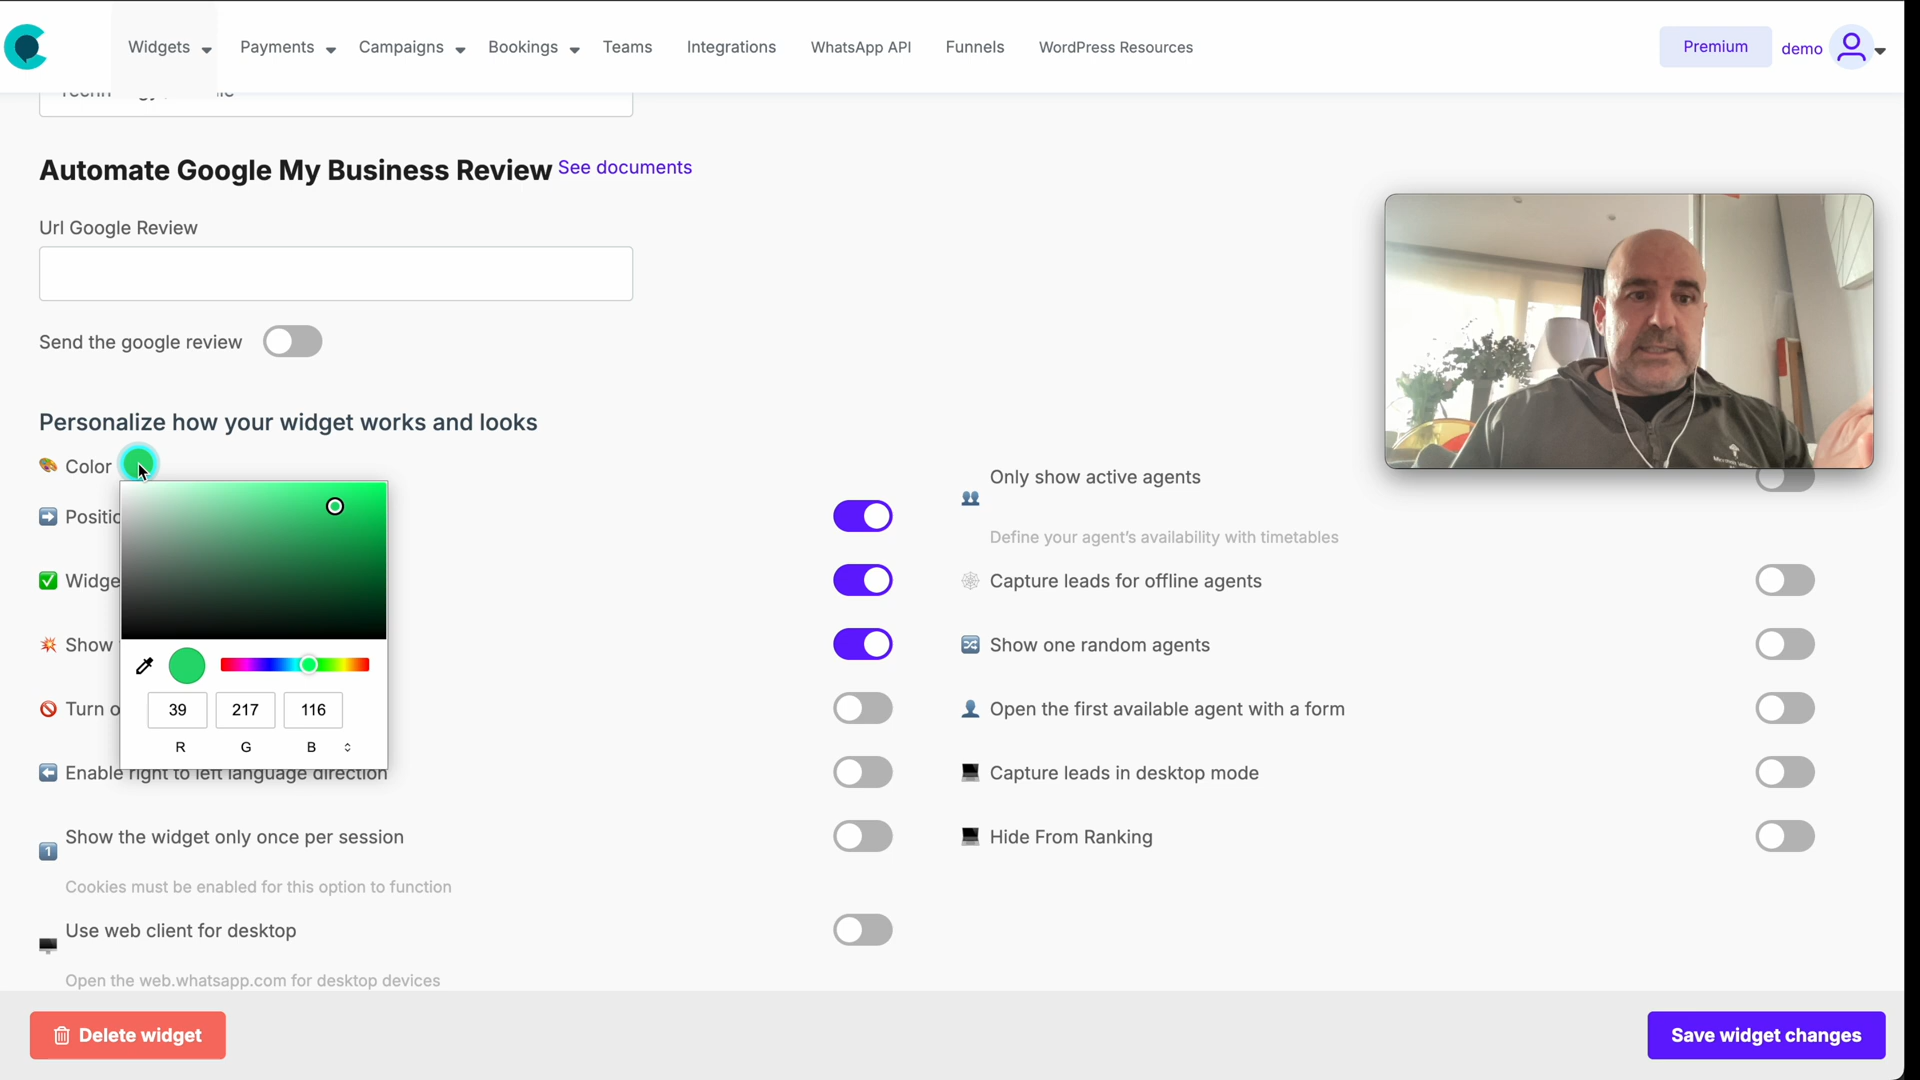 Widgets
Payments
Campaigns
Bookings
Teams
Integrations
WhatsApp API
Funnels
WordPress Resources
Premium
demo
Automate Google My Business Review See documents
Url Google Review
Send the google review
Personalize how your widget works and looks
Color
Only show active agents
Define your agent's availability with timetables
Capture leads for offline agents
Show
Show one random agents
39
217
116
R
G
B
Open the first available agent with a form
Enable right to left language direction
Capture leads in desktop mode
Show the widget only once per session
1
Cookies must be enabled for this option to function
Hide From Ranking
Use web client for desktop
Open the web.whatsapp.com for desktop devices
Delete widget
Save widget changes